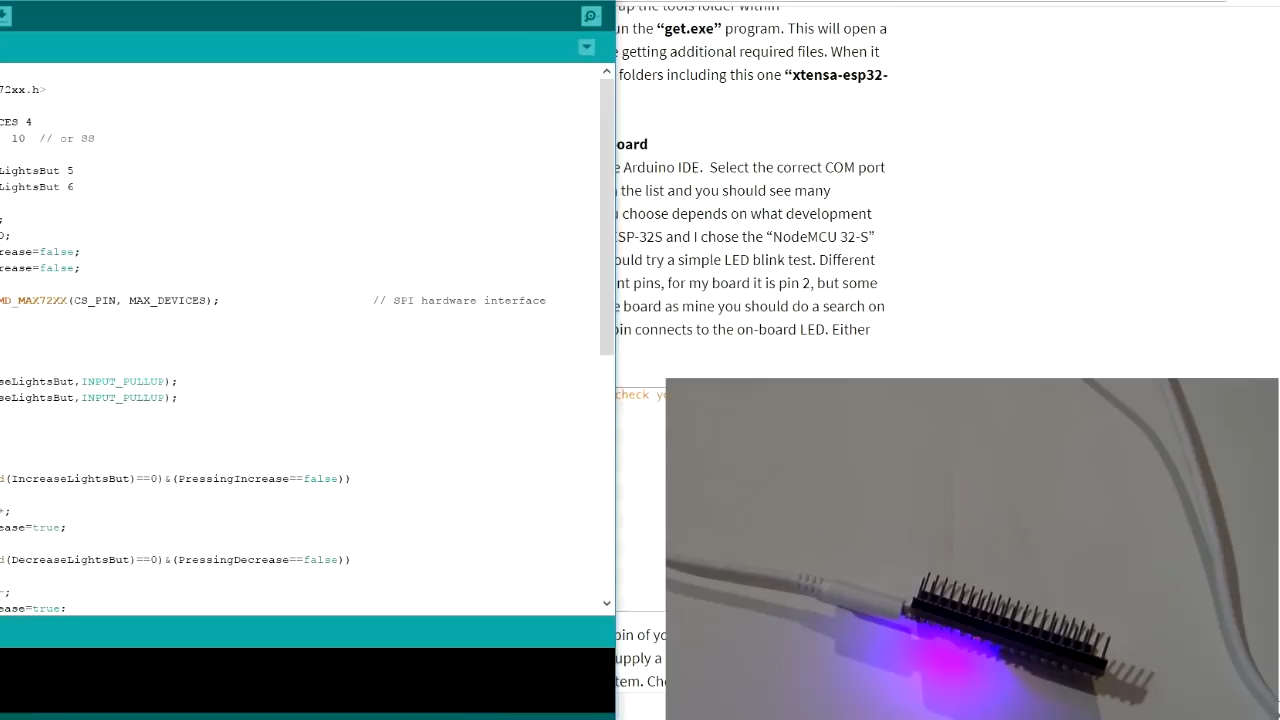 72xx.h>
CES 4
10 // or SS
LightsBut 5
LightsBut 6
;
0;
rease=false;
rease=false;
MD_MAX72XX(CS_PIN, MAX_DEVICES); // SPI hardware interface
seLightsBut,INPUT_PULLUP);
seLightsBut,INPUT_PULLUP);
d(IncreaseLightsBut)==0)&(PressingIncrease==false))
+;
ease=true;
d(DecreaseLightsBut)==0)&(PressingDecrease==false))
-;
ease=true;
up the tools folder within
un the “get.exe” program. This will open a
e getting additional required files. When it
folders including this one “xtensa-esp32-
oard
e Arduino IDE. Select the correct COM port
the list and you should see many
u choose depends on what development
ESP-32S and I chose the “NodeMCU 32-S”
ould try a simple LED blink test. Different
nt pins, for my board it is pin 2, but some
e board as mine you should do a search on
pin connects to the on-board LED. Either
check yo
pin of yo
upply a
tem. Che